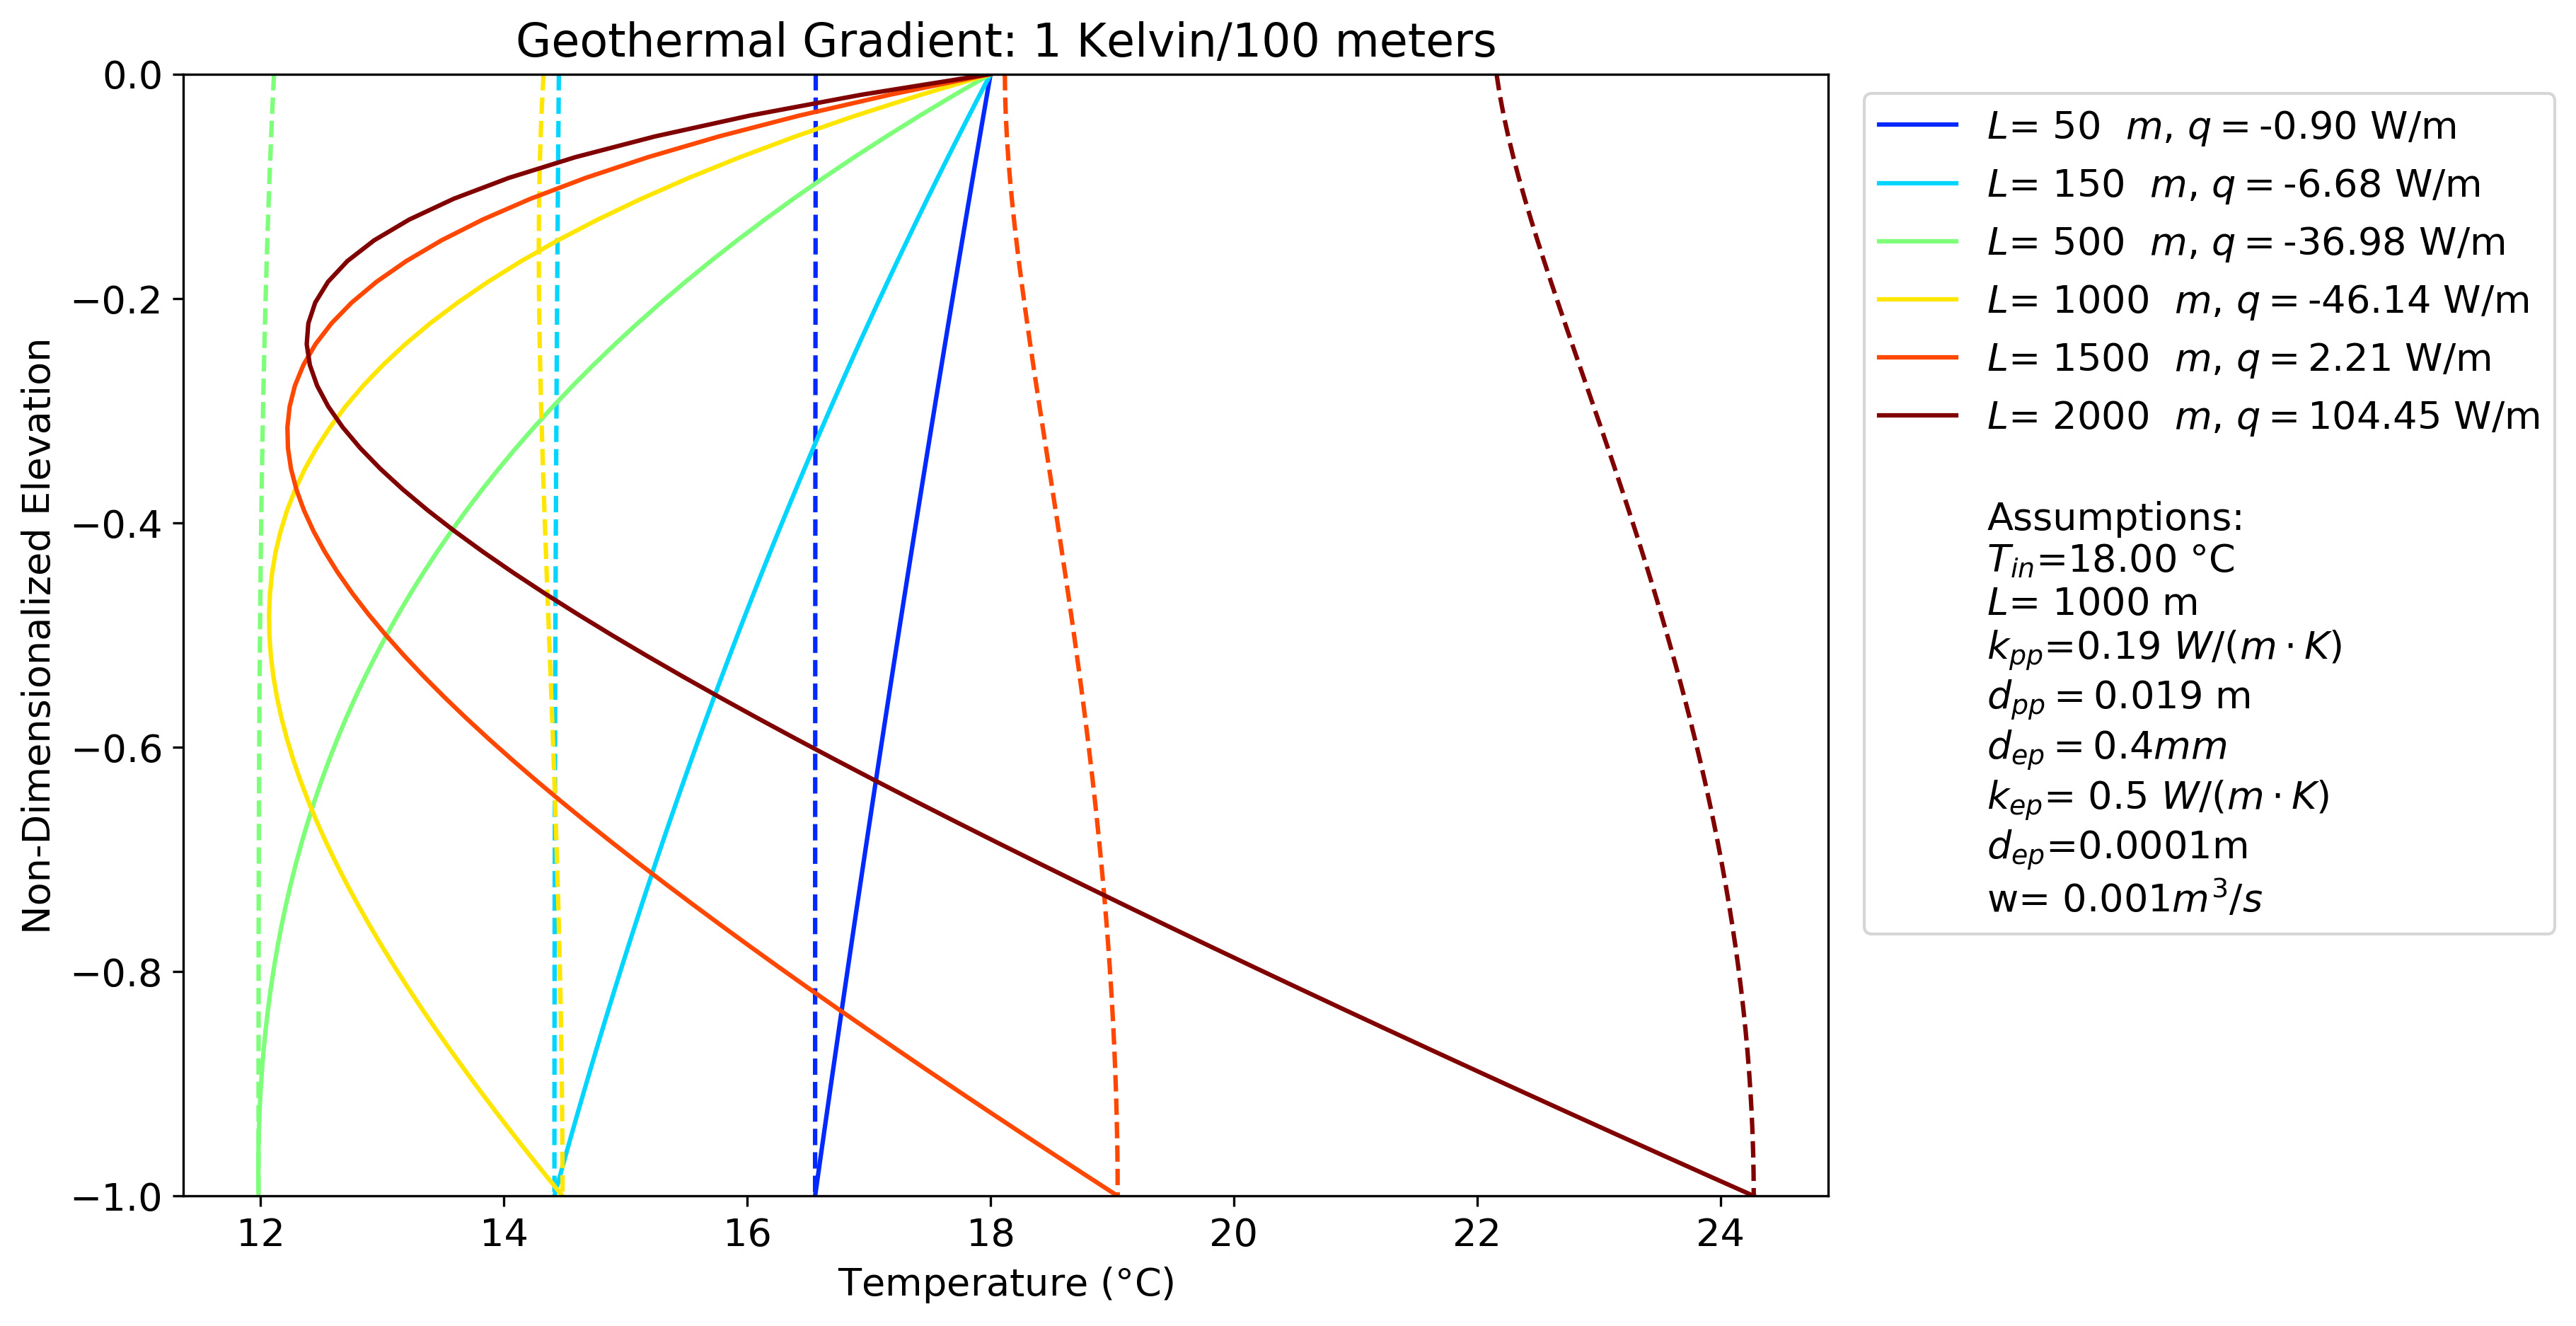 Geothermal Gradient: 1 Kelvin/100 meters
0.0
−0.2
−0.4
−0.6
−0.8
−1.0
Non-Dimensionalized Elevation
12 14 16 18 20 22 24
Temperature (°C)
L= 50 m, q = -0.90 W/m
L= 150 m, q = -6.68 W/m
L= 500 m, q = -36.98 W/m
L= 1000 m, q = -46.14 W/m
L= 1500 m, q = 2.21 W/m
L= 2000 m, q = 104.45 W/m
Assumptions:
T_in=18.00 °C
L= 1000 m
k_pp=0.19 W/(m · K)
d_pp = 0.019 m
d_ep = 0.4mm
k_ep= 0.5 W/(m · K)
d_ep=0.0001m
w= 0.001m³/s